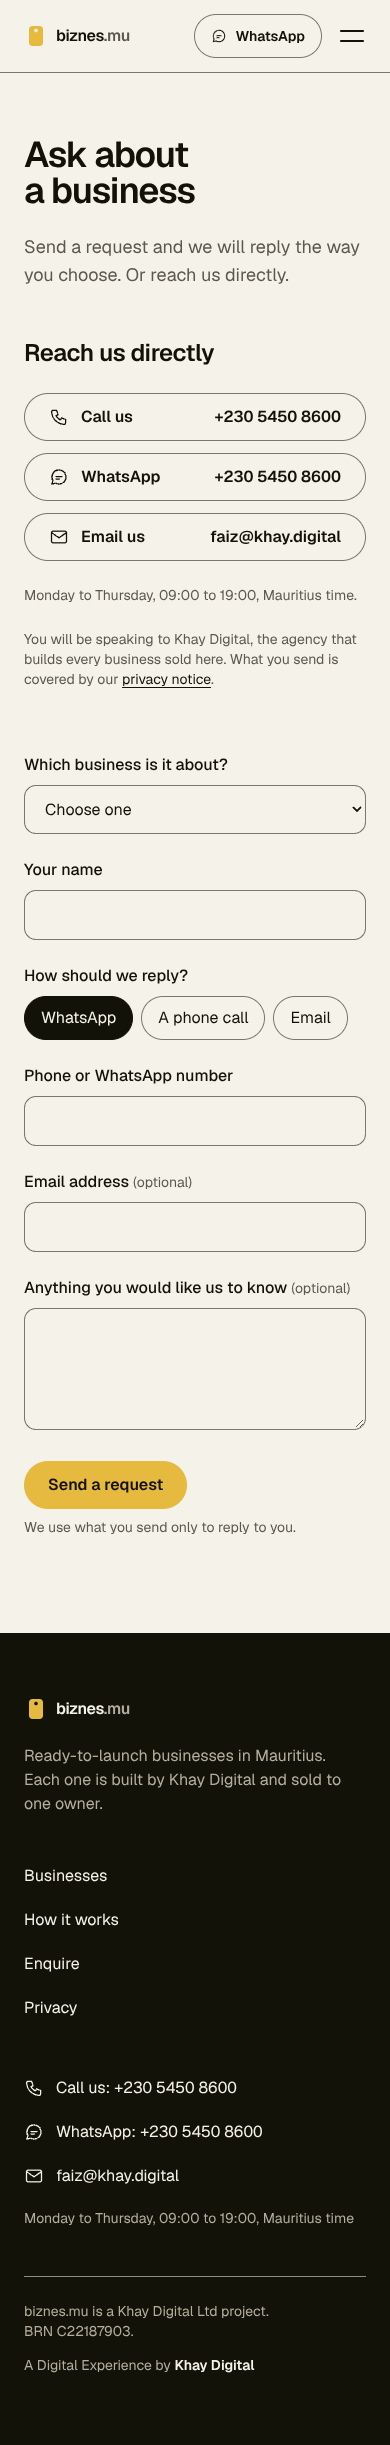 biznes.mu
WhatsApp
Ask about
a business
Send a request and we will reply the way
you choose. Or reach us directly.
Reach us directly
Call us +230 5450 8600
WhatsApp +230 5450 8600
Email us faiz@khay.digital
Monday to Thursday, 09:00 to 19:00, Mauritius time.
You will be speaking to Khay Digital, the agency that
builds every business sold here. What you send is
covered by our privacy notice.
Which business is it about?
Choose one
Your name
How should we reply?
WhatsApp A phone call Email
Phone or WhatsApp number
Email address (optional)
Anything you would like us to know (optional)
Send a request
We use what you send only to reply to you.
biznes.mu
Ready-to-launch businesses in Mauritius.
Each one is built by Khay Digital and sold to
one owner.
Businesses
How it works
Enquire
Privacy
Call us: +230 5450 8600
WhatsApp: +230 5450 8600
faiz@khay.digital
Monday to Thursday, 09:00 to 19:00, Mauritius time
biznes.mu is a Khay Digital Ltd project.
BRN C22187903.
A Digital Experience by Khay Digital